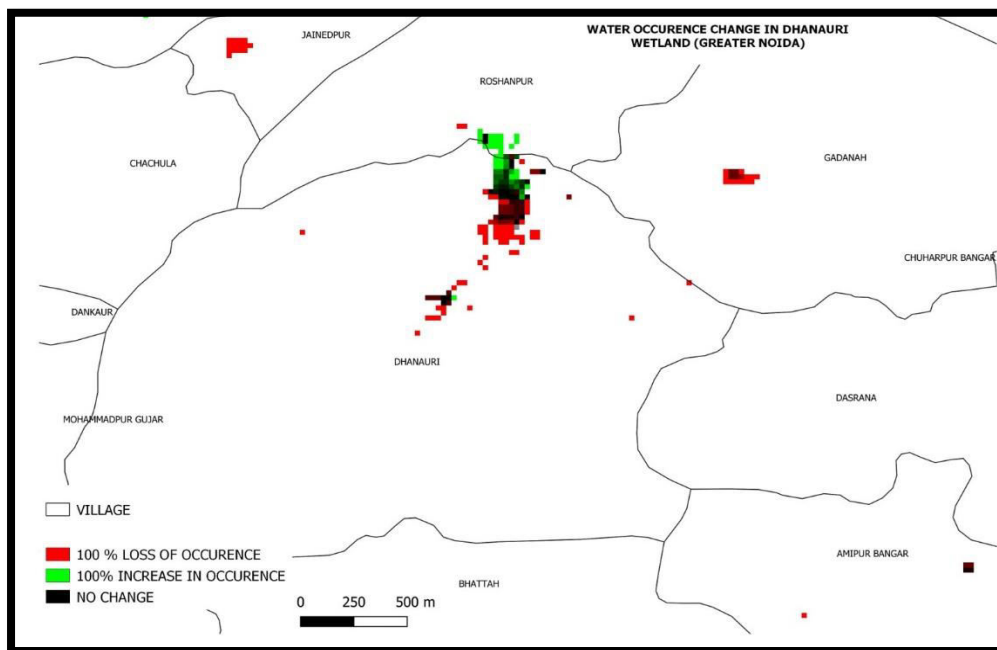 WATER OCCURENCE CHANGE IN DHANAURI
WETLAND (GREATER NOIDA)
JAINEDPUR
ROSHANPUR
CHACHULA
GADANAH
CHUHARPUR BANGAR
DANKAUR
DHANAURI
DASRANA
MOHAMMADPUR GUJAR
VILLAGE
100 % LOSS OF OCCURENCE
100% INCREASE IN OCCURENCE
NO CHANGE
AMIPUR BANGAR
BHATTAH
0 250 500 m